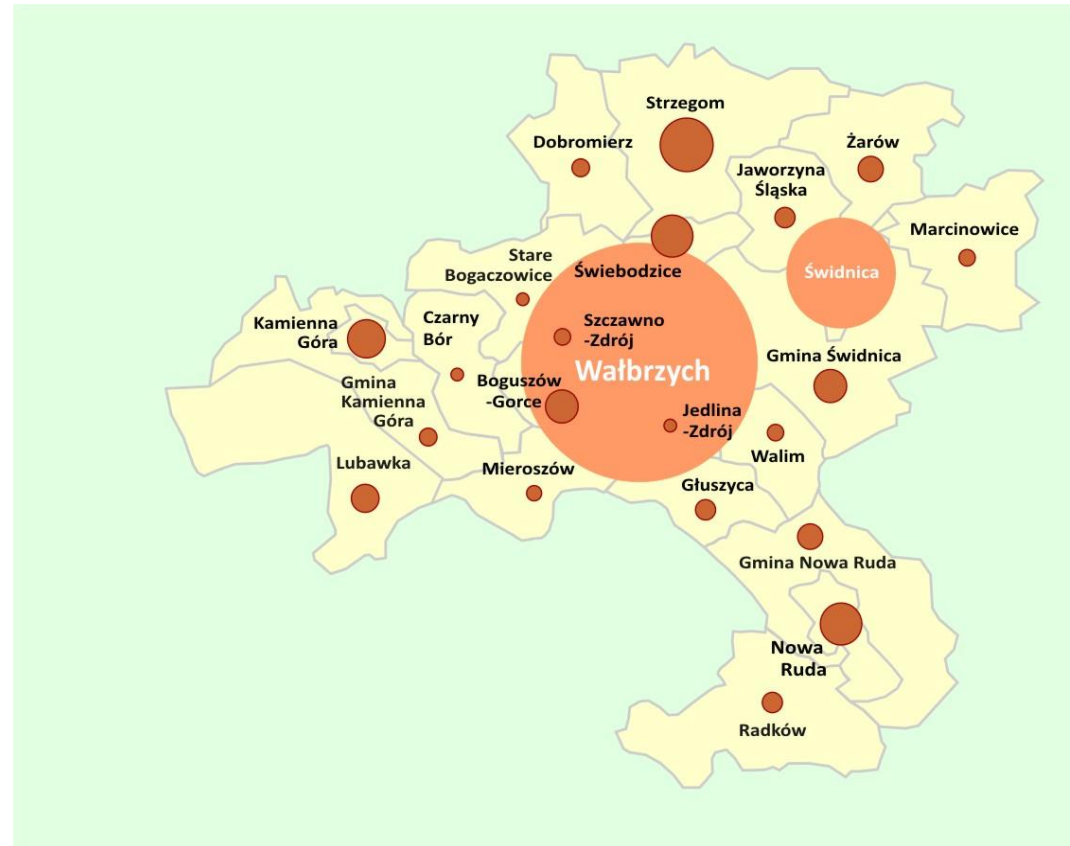 Strzegom
Dobromierz
Żarów
Jaworzyna
Śląska
Marcinowice
Stare
Bogaczowice
Świebodzice
Świdnica
Kamienna
Góra
Czarny
Bór
Szczawno
-Zdrój
Wałbrzych
Gmina Świdnica
Gmina
Kamienna
Góra
Boguszów
-Gorce
Jedlina
-Zdrój
Walim
Lubawka
Mieroszów
Głuszyca
Gmina Nowa Ruda
Nowa
Ruda
Radków